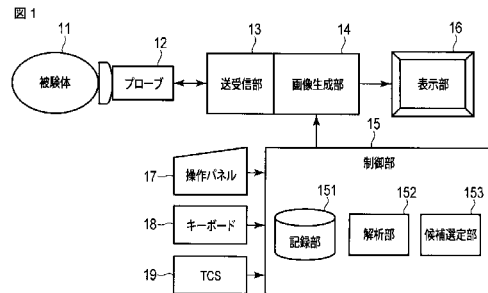 図1
11
12
13
14
16
被験体
プローブ
送受信部
画像生成部
表示部
15
制御部
17
操作パネル
151
152
153
18
キーボード
記録部
解析部
候補選定部
19
TCS